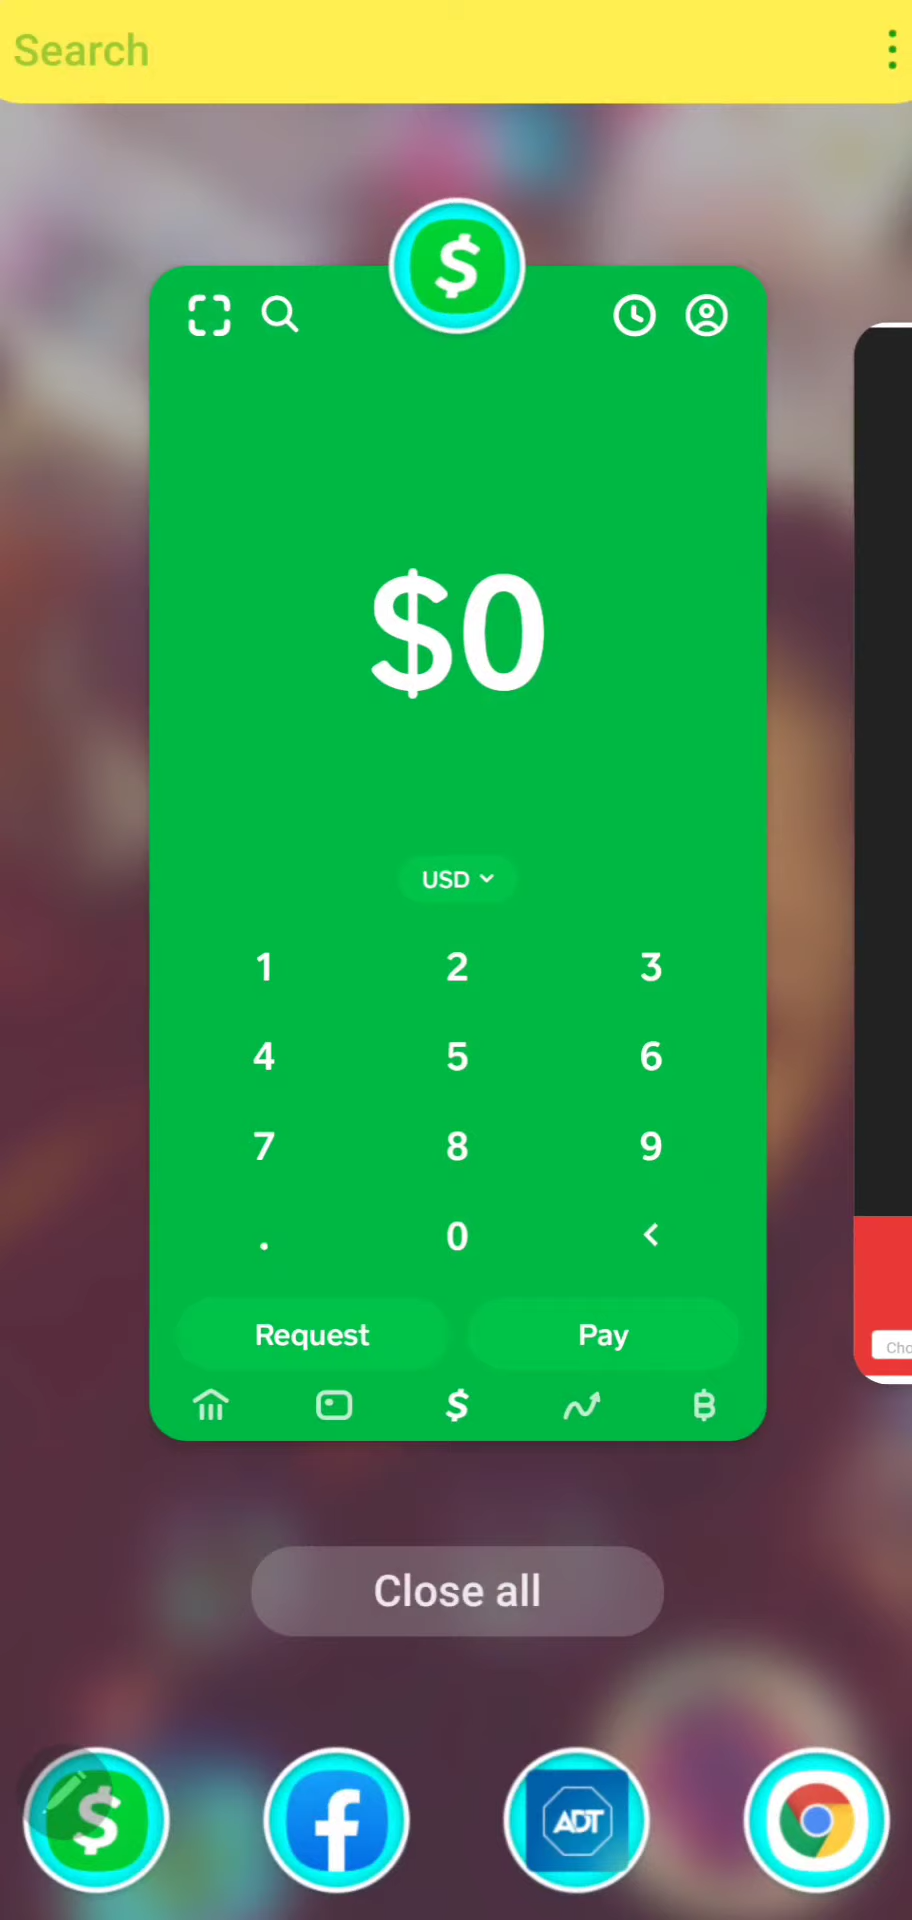 Search
$
$0
USD
1 2 3
4 5 6
7 8 9
. 0 <
Request Pay
$
Close all
$ f ADT